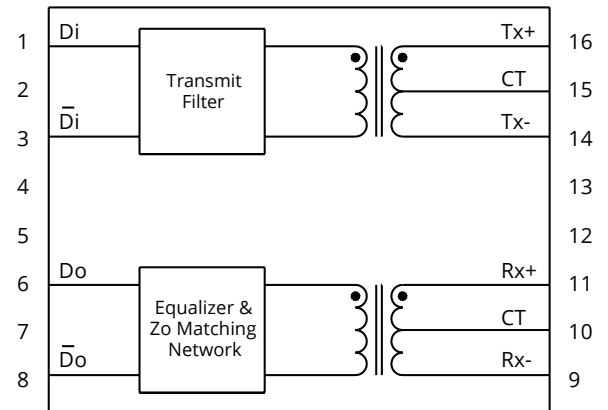 1 Di Tx+ 16
2 Transmit CT 15
Filter
3 D̅i Tx- 14
4 13
5 12
6 Do Rx+ 11
Equalizer &
7 Zo Matching CT 10
Network
8 D̅o Rx- 9